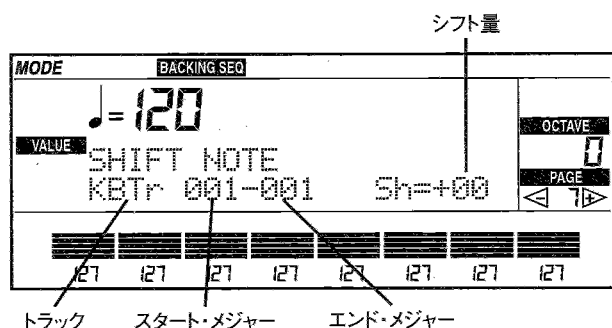 シフト量
MODE BACKING SEQ
♩=120
OCTAVE
VALUE
0
SHIFT NOTE
PAGE
KBTr 001-001 Sh=+00
7
127 127 127 127 127 127 127 127
トラック スタート・メジャー エンド・メジャー